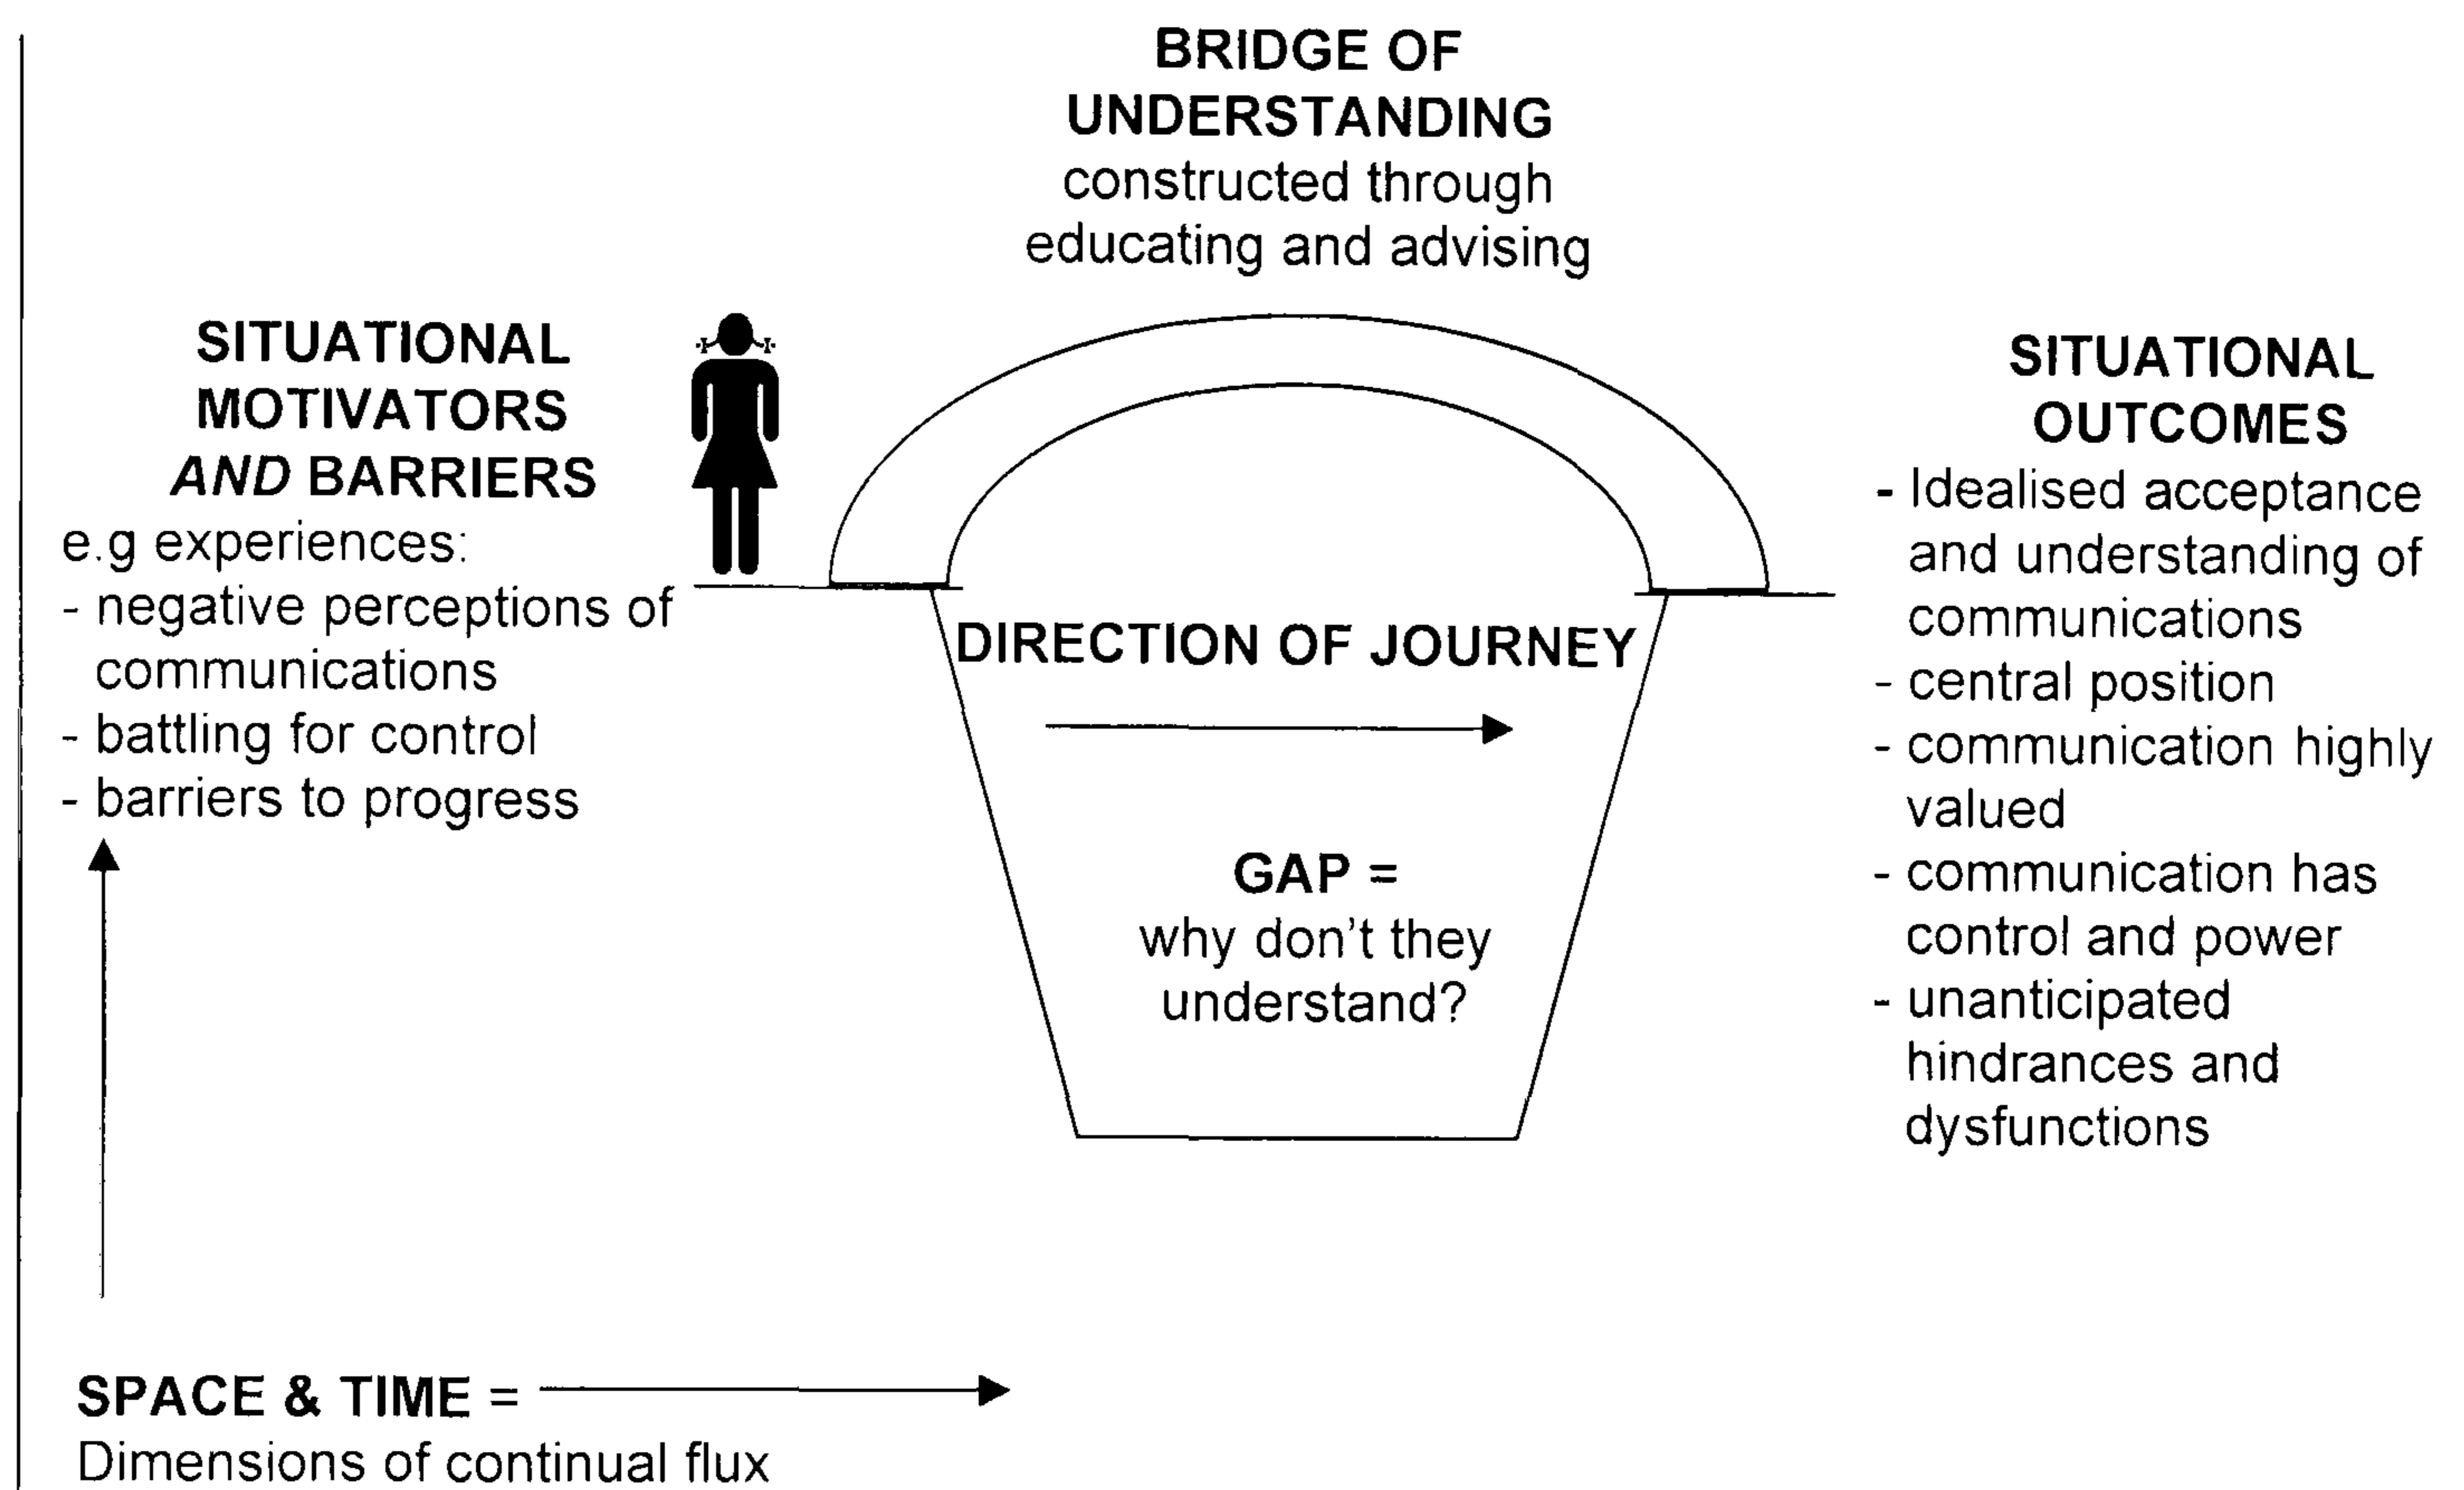 BRIDGE OF
UNDERSTANDING
constructed through
educating and advising
SITUATIONAL
MOTIVATORS
AND BARRIERS
e.g experiences:
- negative perceptions of
communications
- battling for control
- barriers to progress
DIRECTION OF JOURNEY
GAP =
why don't they
understand?
SITUATIONAL
OUTCOMES
- Idealised acceptance
and understanding of
communications
- central position
- communication highly
valued
- communication has
control and power
- unanticipated
hindrances and
dysfunctions
SPACE & TIME =
Dimensions of continual flux